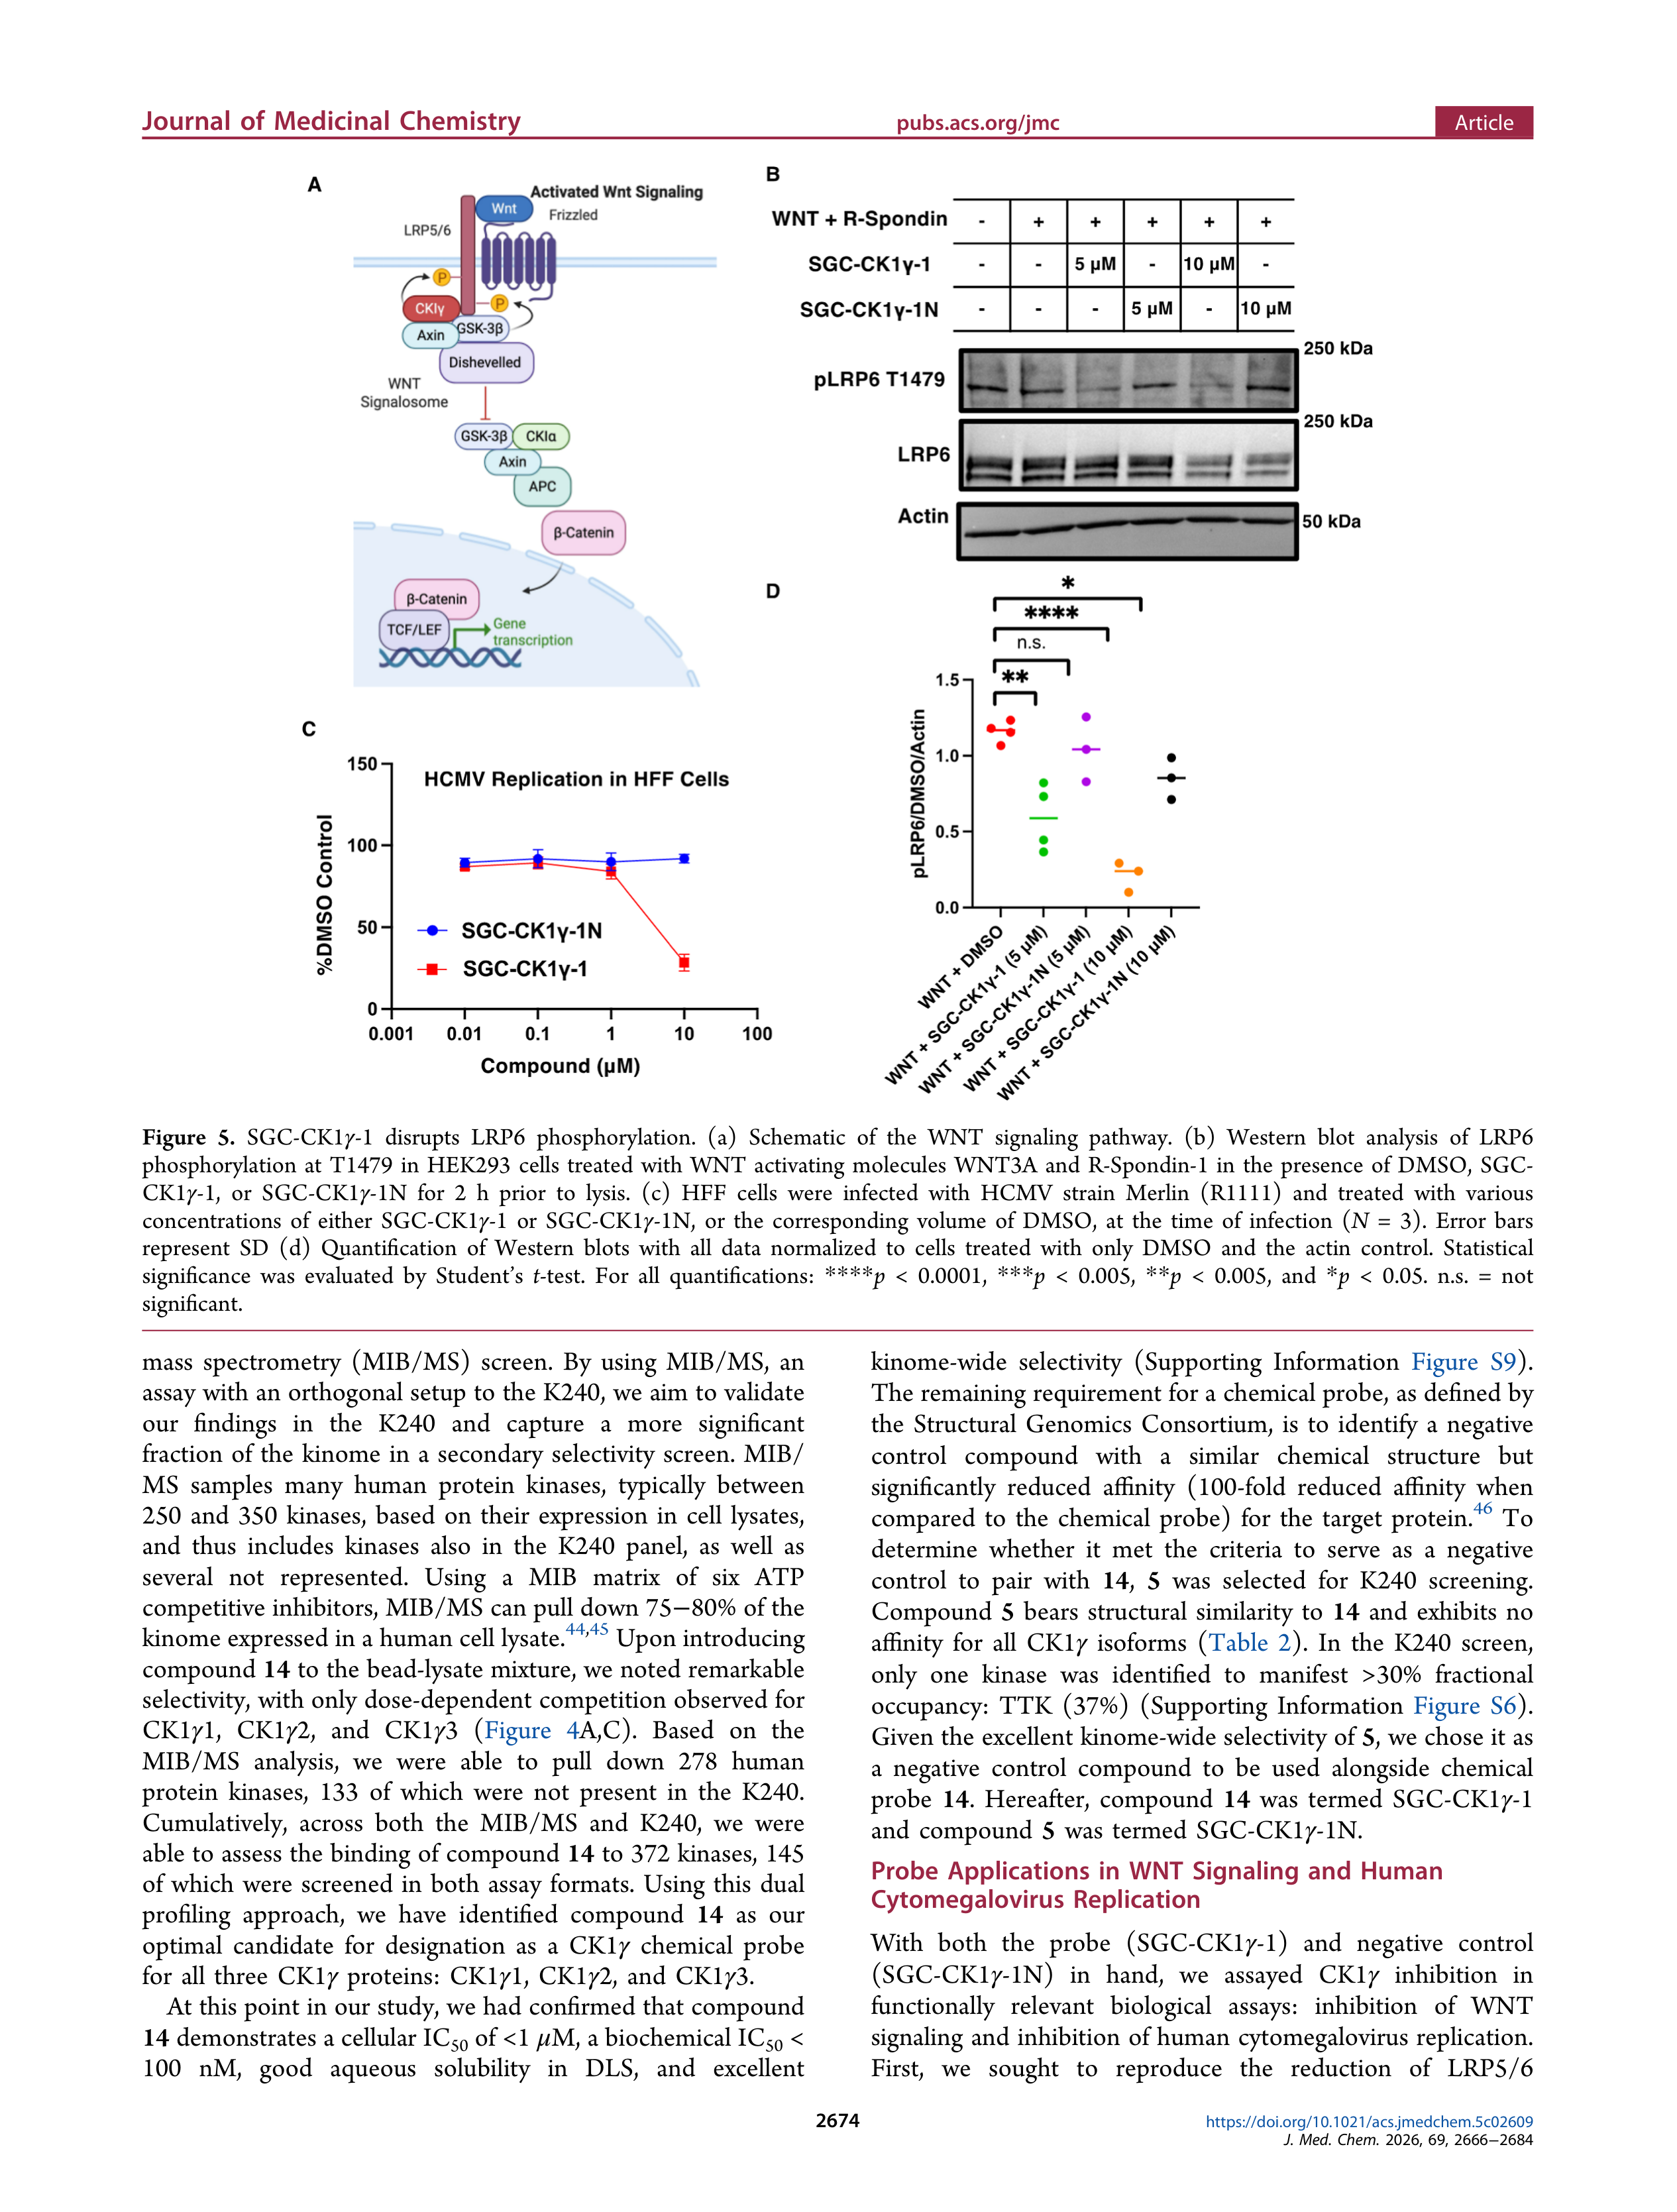 Journal of Medicinal Chemistry
pubs.acs.org/jmc
Article
A
Activated Wnt Signaling
Wnt
Frizzled
LRP5/6
P
P
CKIγ
GSK-3β
Axin
Dishevelled
WNT
Signalosome
GSK-3β
CKIα
Axin
APC
β-Catenin
β-Catenin
TCF/LEF
Gene
transcription
B
WNT + R-Spondin - + + + + +
SGC-CK1γ-1 - - 5 µM - 10 µM -
SGC-CK1γ-1N - - - 5 µM - 10 µM
250 kDa
pLRP6 T1479
250 kDa
LRP6
Actin
50 kDa
C
HCMV Replication in HFF Cells
%DMSO Control
150
100
50
0
SGC-CK1γ-1N
SGC-CK1γ-1
0.001 0.01 0.1 1 10 100
Compound (µM)
D
*
****
n.s.
**
pLRP6/DMSO/Actin
1.5
1.0
0.5
0.0
WNT + DMSO
WNT + SGC-CK1γ-1 (5 µM)
WNT + SGC-CK1γ-1N (5 µM)
WNT + SGC-CK1γ-1 (10 µM)
WNT + SGC-CK1γ-1N (10 µM)
Figure 5. SGC-CK1γ-1 disrupts LRP6 phosphorylation. (a) Schematic of the WNT signaling pathway. (b) Western blot analysis of LRP6
phosphorylation at T1479 in HEK293 cells treated with WNT activating molecules WNT3A and R-Spondin-1 in the presence of DMSO, SGC-
CK1γ-1, or SGC-CK1γ-1N for 2 h prior to lysis. (c) HFF cells were infected with HCMV strain Merlin (R1111) and treated with various
concentrations of either SGC-CK1γ-1 or SGC-CK1γ-1N, or the corresponding volume of DMSO, at the time of infection (N = 3). Error bars
represent SD (d) Quantification of Western blots with all data normalized to cells treated with only DMSO and the actin control. Statistical
significance was evaluated by Student's t-test. For all quantifications: ****p < 0.0001, ***p < 0.005, **p < 0.005, and *p < 0.05. n.s. = not
significant.
mass spectrometry (MIB/MS) screen. By using MIB/MS, an
assay with an orthogonal setup to the K240, we aim to validate
our findings in the K240 and capture a more significant
fraction of the kinome in a secondary selectivity screen. MIB/
MS samples many human protein kinases, typically between
250 and 350 kinases, based on their expression in cell lysates,
and thus includes kinases also in the K240 panel, as well as
several not represented. Using a MIB matrix of six ATP
competitive inhibitors, MIB/MS can pull down 75−80% of the
kinome expressed in a human cell lysate.44,45 Upon introducing
compound 14 to the bead-lysate mixture, we noted remarkable
selectivity, with only dose-dependent competition observed for
CK1γ1, CK1γ2, and CK1γ3 (Figure 4A,C). Based on the
MIB/MS analysis, we were able to pull down 278 human
protein kinases, 133 of which were not present in the K240.
Cumulatively, across both the MIB/MS and K240, we were
able to assess the binding of compound 14 to 372 kinases, 145
of which were screened in both assay formats. Using this dual
profiling approach, we have identified compound 14 as our
optimal candidate for designation as a CK1γ chemical probe
for all three CK1γ proteins: CK1γ1, CK1γ2, and CK1γ3.
At this point in our study, we had confirmed that compound
14 demonstrates a cellular IC50 of <1 μM, a biochemical IC50 <
100 nM, good aqueous solubility in DLS, and excellent
kinome-wide selectivity (Supporting Information Figure S9).
The remaining requirement for a chemical probe, as defined by
the Structural Genomics Consortium, is to identify a negative
control compound with a similar chemical structure but
significantly reduced affinity (100-fold reduced affinity when
compared to the chemical probe) for the target protein.46 To
determine whether it met the criteria to serve as a negative
control to pair with 14, 5 was selected for K240 screening.
Compound 5 bears structural similarity to 14 and exhibits no
affinity for all CK1γ isoforms (Table 2). In the K240 screen,
only one kinase was identified to manifest >30% fractional
occupancy: TTK (37%) (Supporting Information Figure S6).
Given the excellent kinome-wide selectivity of 5, we chose it as
a negative control compound to be used alongside chemical
probe 14. Hereafter, compound 14 was termed SGC-CK1γ-1
and compound 5 was termed SGC-CK1γ-1N.
Probe Applications in WNT Signaling and Human
Cytomegalovirus Replication
With both the probe (SGC-CK1γ-1) and negative control
(SGC-CK1γ-1N) in hand, we assayed CK1γ inhibition in
functionally relevant biological assays: inhibition of WNT
signaling and inhibition of human cytomegalovirus replication.
First, we sought to reproduce the reduction of LRP5/6
2674
https://doi.org/10.1021/acs.jmedchem.5c02609
J. Med. Chem. 2026, 69, 2666−2684